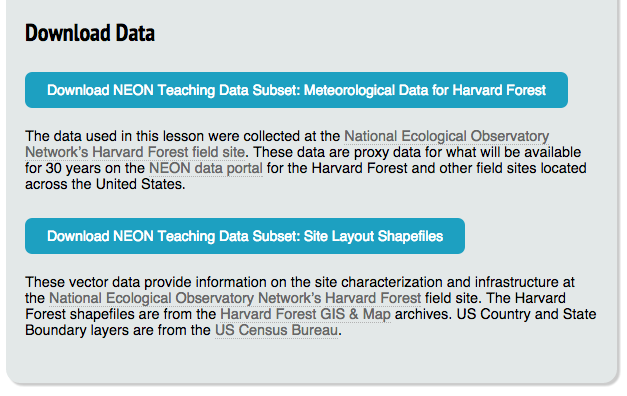 Download Data
Download NEON Teaching Data Subset: Meteorological Data for Harvard Forest
The data used in this lesson were collected at the National Ecological Observatory
Network's Harvard Forest field site. These data are proxy data for what will be available
for 30 years on the NEON data portal for the Harvard Forest and other field sites located
across the United States.
Download NEON Teaching Data Subset: Site Layout Shapefiles
These vector data provide information on the site characterization and infrastructure at
the National Ecological Observatory Network's Harvard Forest field site. The Harvard
Forest shapefiles are from the Harvard Forest GIS & Map archives. US Country and State
Boundary layers are from the US Census Bureau.